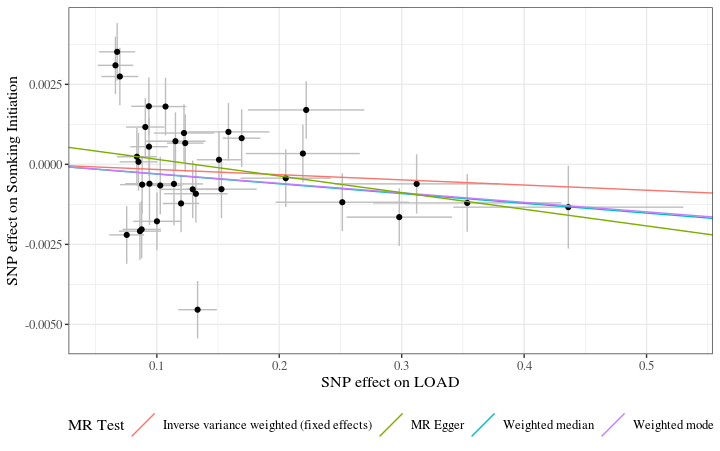 SNP effect on Somking Initiation
0.0025
0.0000
-0.0025
-0.0050
0.1 0.2 0.3 0.4 0.5
SNP effect on LOAD
MR Test Inverse variance weighted (fixed effects) MR Egger Weighted median Weighted mode